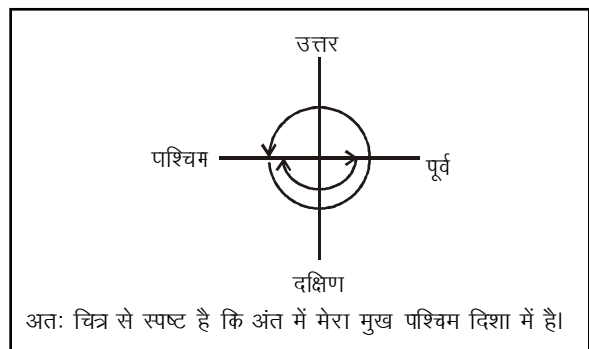 उत्तर
पश्चिम
पूर्व
दक्षिण
अतः चित्र से स्पष्ट है कि अंत में मेरा मुख पश्चिम दिशा में है।